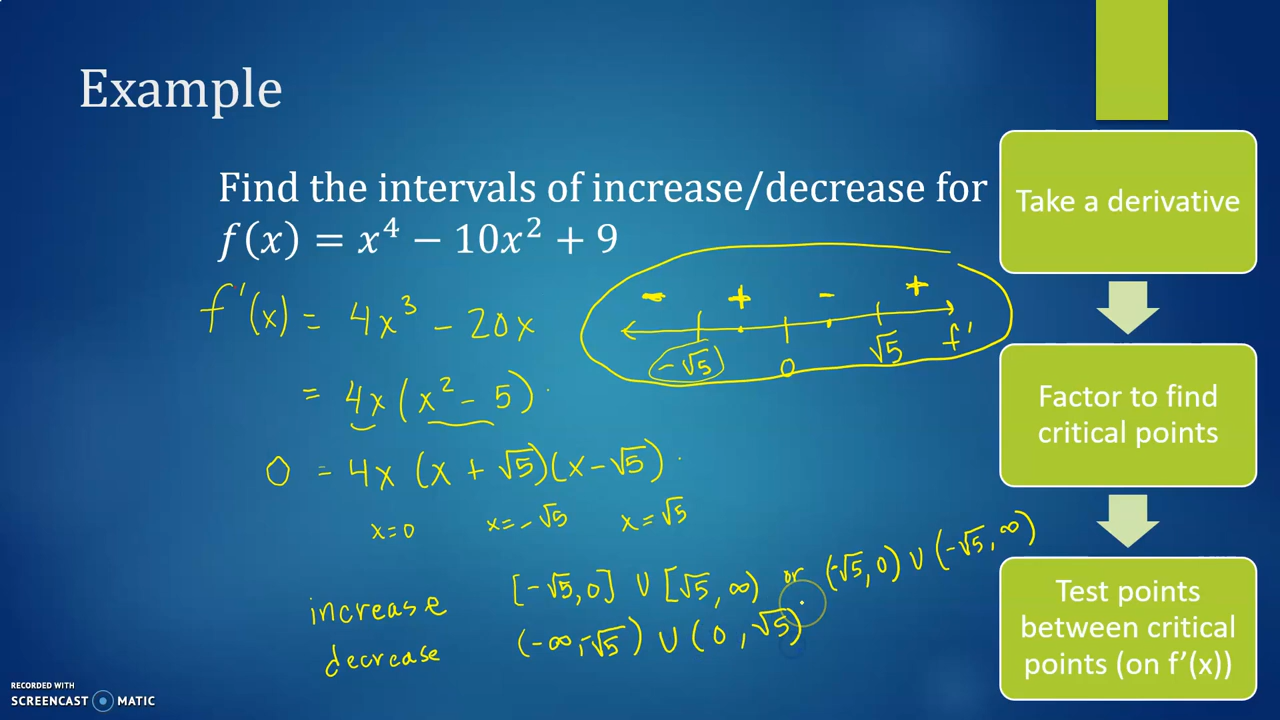 Example
Find the intervals of increase/decrease for
f(x) = x⁴ − 10x² + 9
f'(x) = 4x³ − 20x
= 4x(x² − 5)
0 = 4x(x + √5)(x − √5)
x=0 x=−√5 x=√5
− + − +
−√5 0 √5 f'
increase [−√5, 0] ∪ [√5, ∞) or (−√5, 0) ∪ (−√5, ∞)
decrease (−∞, −√5) ∪ (0, √5)
Take a derivative
Factor to find
critical points
Test points
between critical
points (on f’(x))
RECORDED WITH
SCREENCAST MATIC